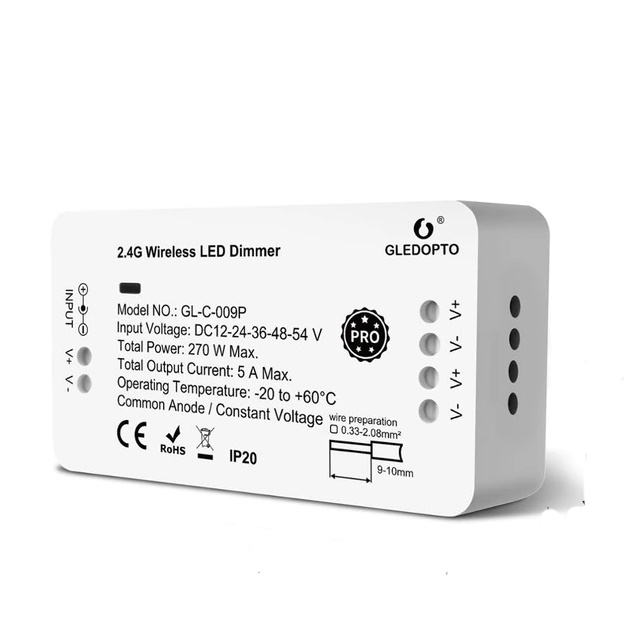 ®
GLEDOPTO
2.4G Wireless LED Dimmer
INPUT
V+
V-
Model NO.: GL-C-009P
Input Voltage: DC12-24-36-48-54 V
Total Power: 270 W Max.
Total Output Current: 5 A Max.
Operating Temperature: -20 to +60°C
Common Anode / Constant Voltage
PRO
V+
V-
V+
V-
CE
RoHS
IP20
wire preparation
0.33-2.08mm²
9-10mm